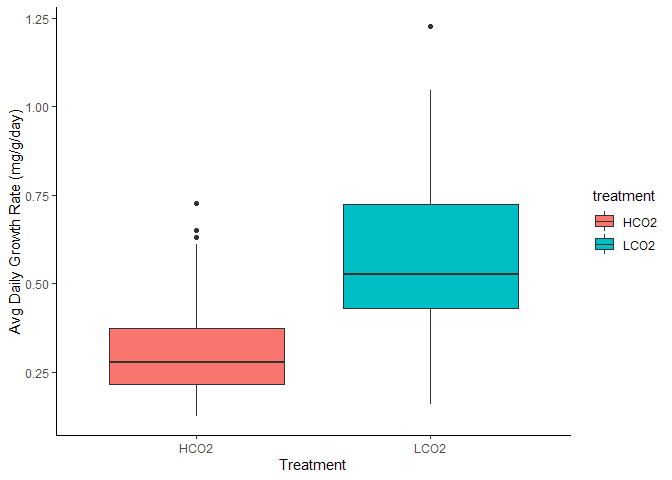 1.25
1.00
0.75
0.50
0.25
Avg Daily Growth Rate (mg/g/day)
HCO2 LCO2
Treatment
treatment
HCO2
LCO2